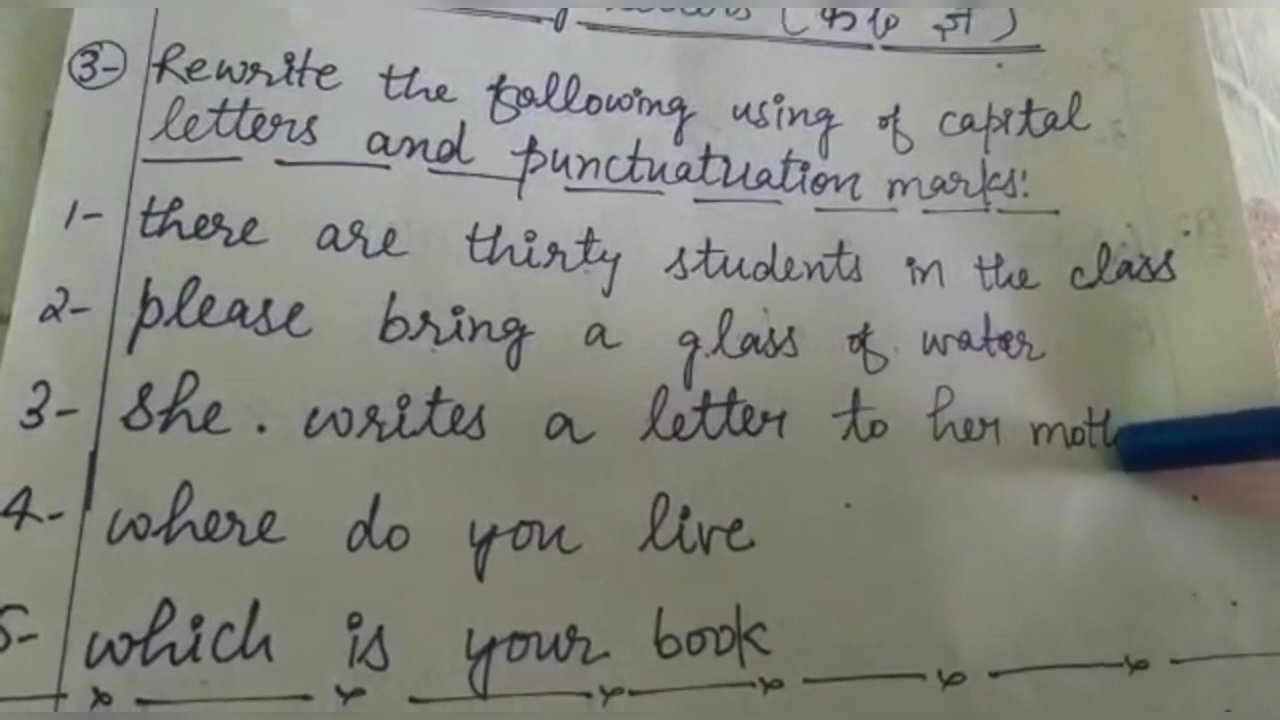 ③- Rewrite the following using of capital
letters and punctuatuation marks:
1- there are thirty students in the class
2- please bring a glass of water
3- She. writes a letter to her
4- where do you live
5- which is your book